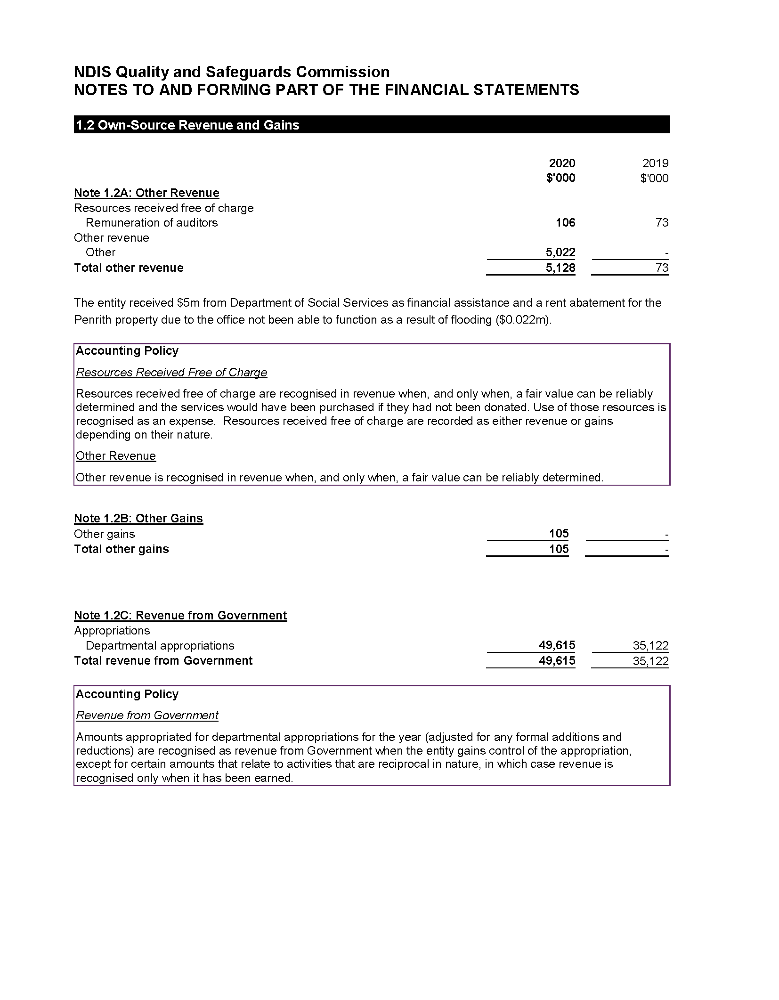 NDIS Quality and Safeguards Commission
NOTES TO AND FORMING PART OF THE FINANCIAL STATEMENTS
1.2 Own-Source Revenue and Gains
2020 2019
$'000 $'000
Note 1.2A: Other Revenue
Resources received free of charge
Remuneration of auditors 106 73
Other revenue
Other 5,022 -
Total other revenue 5,128 73
The entity received $5m from Department of Social Services as financial assistance and a rent abatement for the
Penrith property due to the office not been able to function as a result of flooding ($0.022m).
Accounting Policy
Resources Received Free of Charge
Resources received free of charge are recognised in revenue when, and only when, a fair value can be reliably
determined and the services would have been purchased if they had not been donated. Use of those resources is
recognised as an expense.  Resources received free of charge are recorded as either revenue or gains
depending on their nature.
Other Revenue
Other revenue is recognised in revenue when, and only when, a fair value can be reliably determined.
Note 1.2B: Other Gains
Other gains 105 -
Total other gains 105 -
Note 1.2C: Revenue from Government
Appropriations
Departmental appropriations 49,615 35,122
Total revenue from Government 49,615 35,122
Accounting Policy
Revenue from Government
Amounts appropriated for departmental appropriations for the year (adjusted for any formal additions and
reductions) are recognised as revenue from Government when the entity gains control of the appropriation,
except for certain amounts that relate to activities that are reciprocal in nature, in which case revenue is
recognised only when it has been earned.